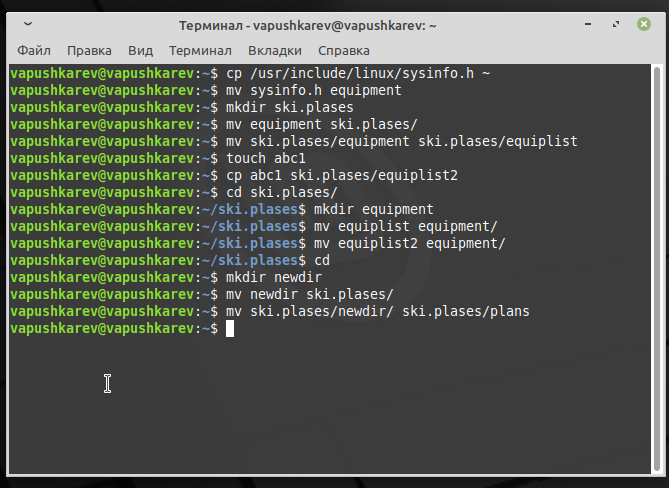 Терминал - vapushkarev@vapushkarev: ~
Файл Правка Вид Терминал Вкладки Справка
vapushkarev@vapushkarev:~$ cp /usr/include/linux/sysinfo.h ~
vapushkarev@vapushkarev:~$ mv sysinfo.h equipment
vapushkarev@vapushkarev:~$ mkdir ski.plases
vapushkarev@vapushkarev:~$ mv equipment ski.plases/
vapushkarev@vapushkarev:~$ mv ski.plases/equipment ski.plases/equiplist
vapushkarev@vapushkarev:~$ touch abc1
vapushkarev@vapushkarev:~$ cp abc1 ski.plases/equiplist2
vapushkarev@vapushkarev:~$ cd ski.plases/
vapushkarev@vapushkarev:~/ski.plases$ mkdir equipment
vapushkarev@vapushkarev:~/ski.plases$ mv equiplist equipment/
vapushkarev@vapushkarev:~/ski.plases$ mv equiplist2 equipment/
vapushkarev@vapushkarev:~/ski.plases$ cd
vapushkarev@vapushkarev:~$ mkdir newdir
vapushkarev@vapushkarev:~$ mv newdir ski.plases/
vapushkarev@vapushkarev:~$ mv ski.plases/newdir/ ski.plases/plans
vapushkarev@vapushkarev:~$